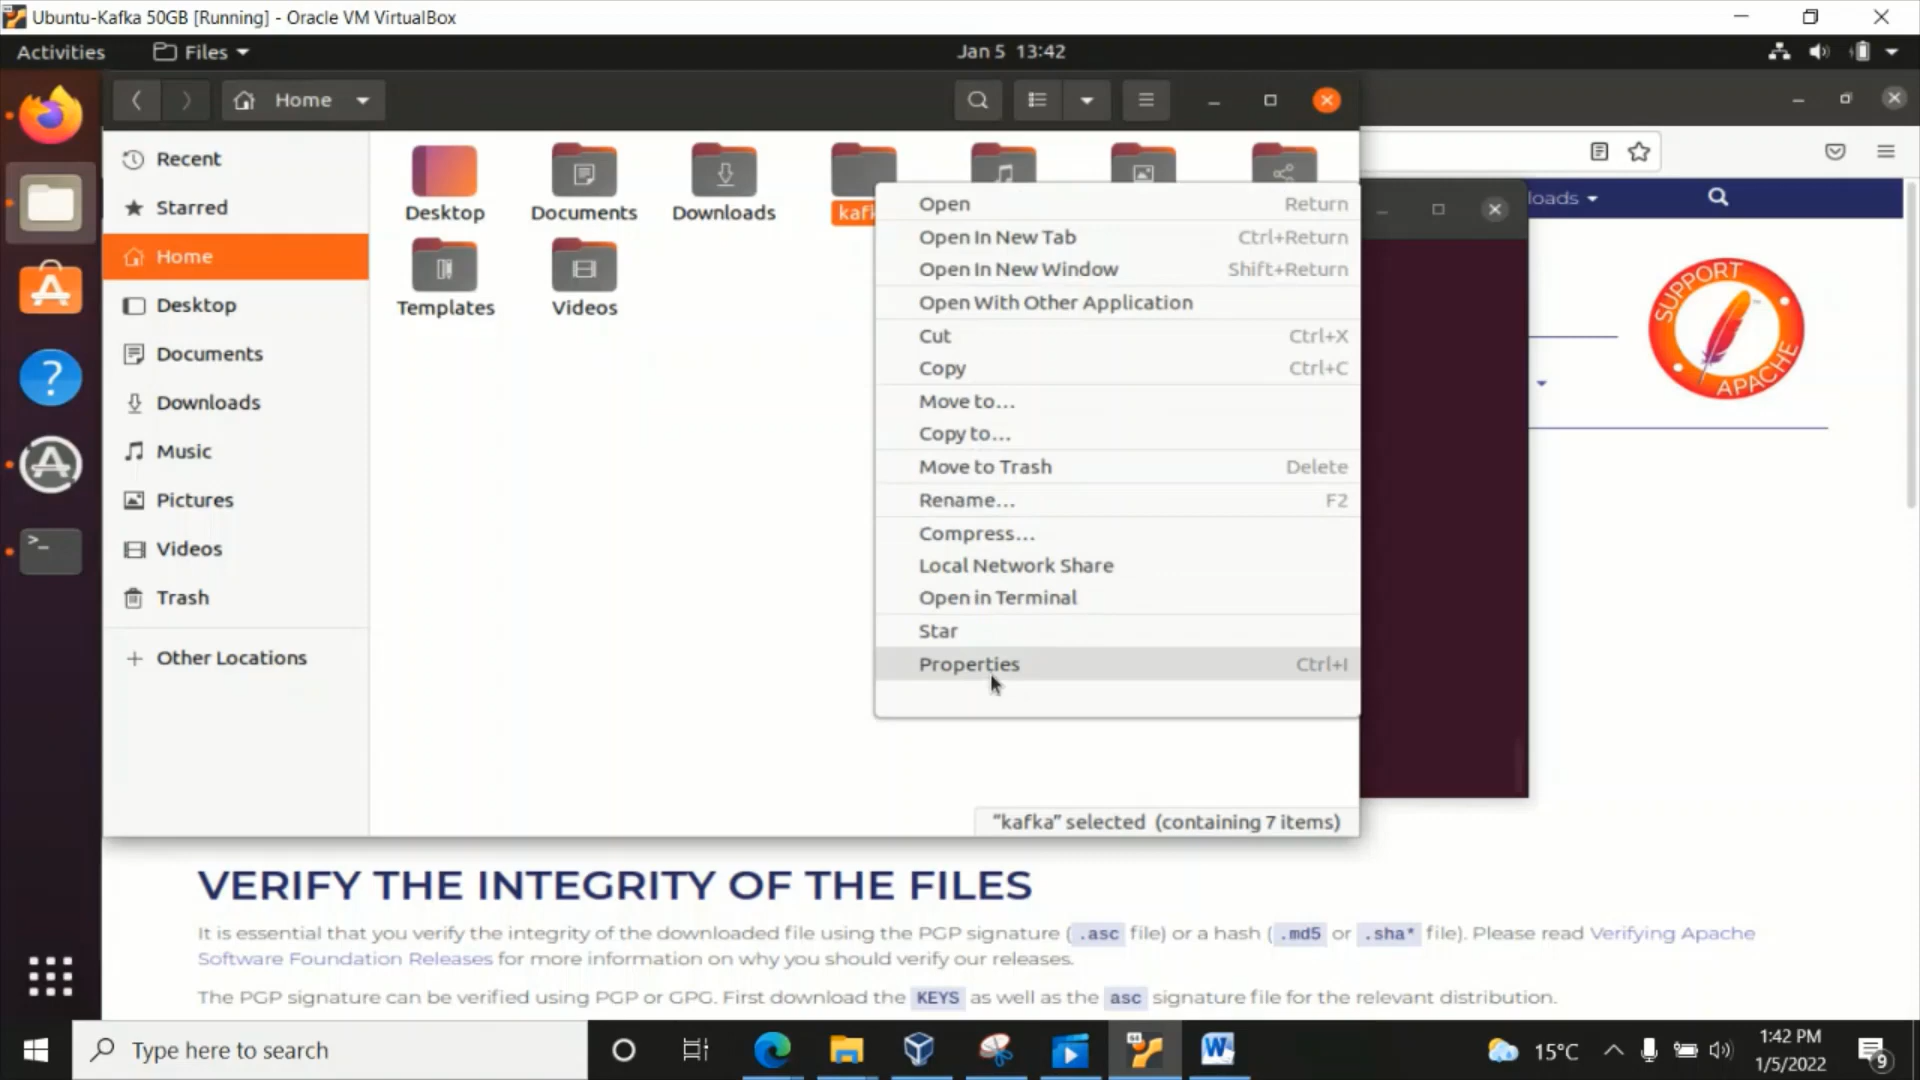 Ubuntu-Kafka 50GB [Running] - Oracle VM VirtualBox
Activities
Files
Jan 5 13:42
Home
Recent
Starred
Home
Desktop
Documents
Downloads
Music
Pictures
Videos
Trash
Other Locations
Desktop
Documents
Downloads
Templates
Videos
Open Return
Open In New Tab Ctrl+Return
Open In New Window Shift+Return
Open With Other Application
Cut Ctrl+X
Copy Ctrl+C
Move to...
Copy to...
Move to Trash Delete
Rename... F2
Compress...
Local Network Share
Open in Terminal
Star
Properties Ctrl+I
"kafka" selected (containing 7 items)
SUPPORT
APACHE
VERIFY THE INTEGRITY OF THE FILES
It is essential that you verify the integrity of the downloaded file using the PGP signature ( .asc file) or a hash ( .md5 or .sha* file). Please read Verifying Apache
Software Foundation Releases for more information on why you should verify our releases.
The PGP signature can be verified using PGP or GPG. First download the KEYS as well as the asc signature file for the relevant distribution.
Type here to search
15°C
1:42 PM
1/5/2022
9